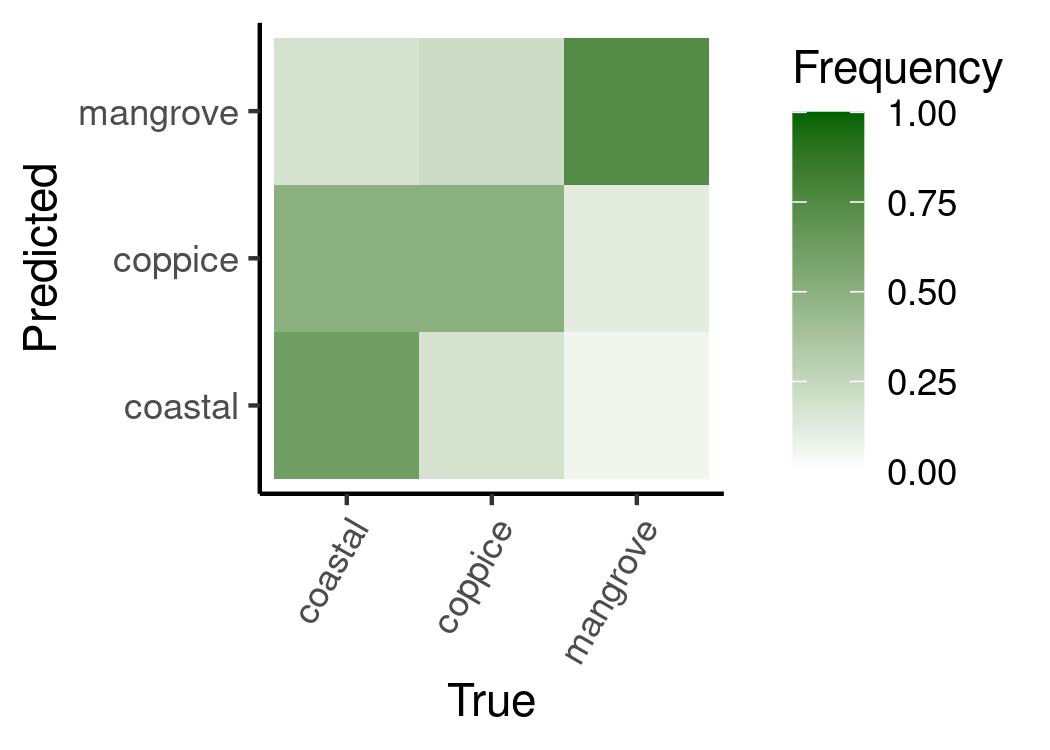 Predicted
mangrove
coppice
coastal
coastal
coppice
mangrove
True
Frequency
1.00
0.75
0.50
0.25
0.00